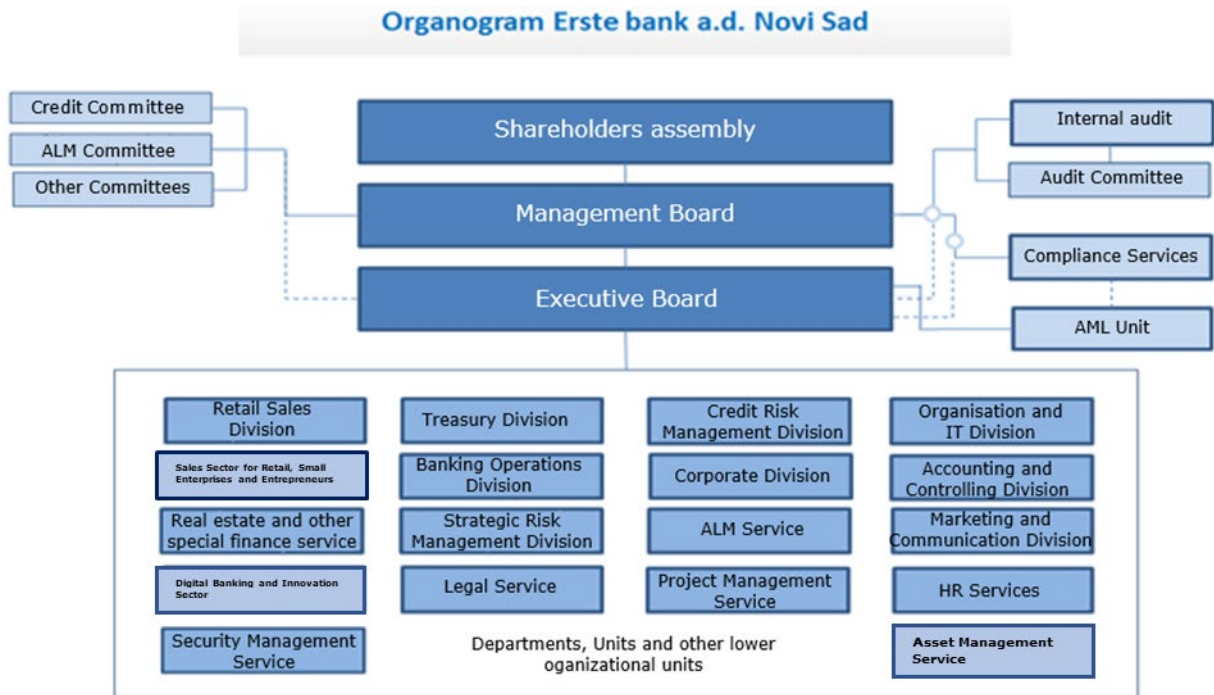 Organogram Erste bank a.d. Novi Sad
Credit Committee
ALM Committee
Other Committees
Shareholders assembly
Management Board
Executive Board
Internal audit
Audit Committee
Compliance Services
AML Unit
Retail Sales
Division
Treasury Division
Credit Risk
Management Division
Organisation and
IT Division
Sales Sector for Retail, Small
Enterprises and Entrepreneurs
Banking Operations
Division
Corporate Division
Accounting and
Controlling Division
Real estate and other
special finance service
Strategic Risk
Management Division
ALM Service
Marketing and
Communication Division
Digital Banking and Innovation
Sector
Legal Service
Project Management
Service
HR Services
Security Management
Service
Departments, Units and other lower
oganizational units
Asset Management
Service